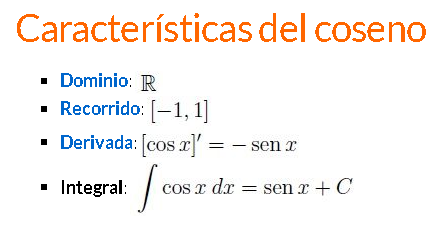 Características del coseno
▪ Dominio: ℝ
▪ Recorrido: [−1, 1]
▪ Derivada: [cos x]′ = − sen x
▪ Integral: ∫ cos x dx = sen x + C